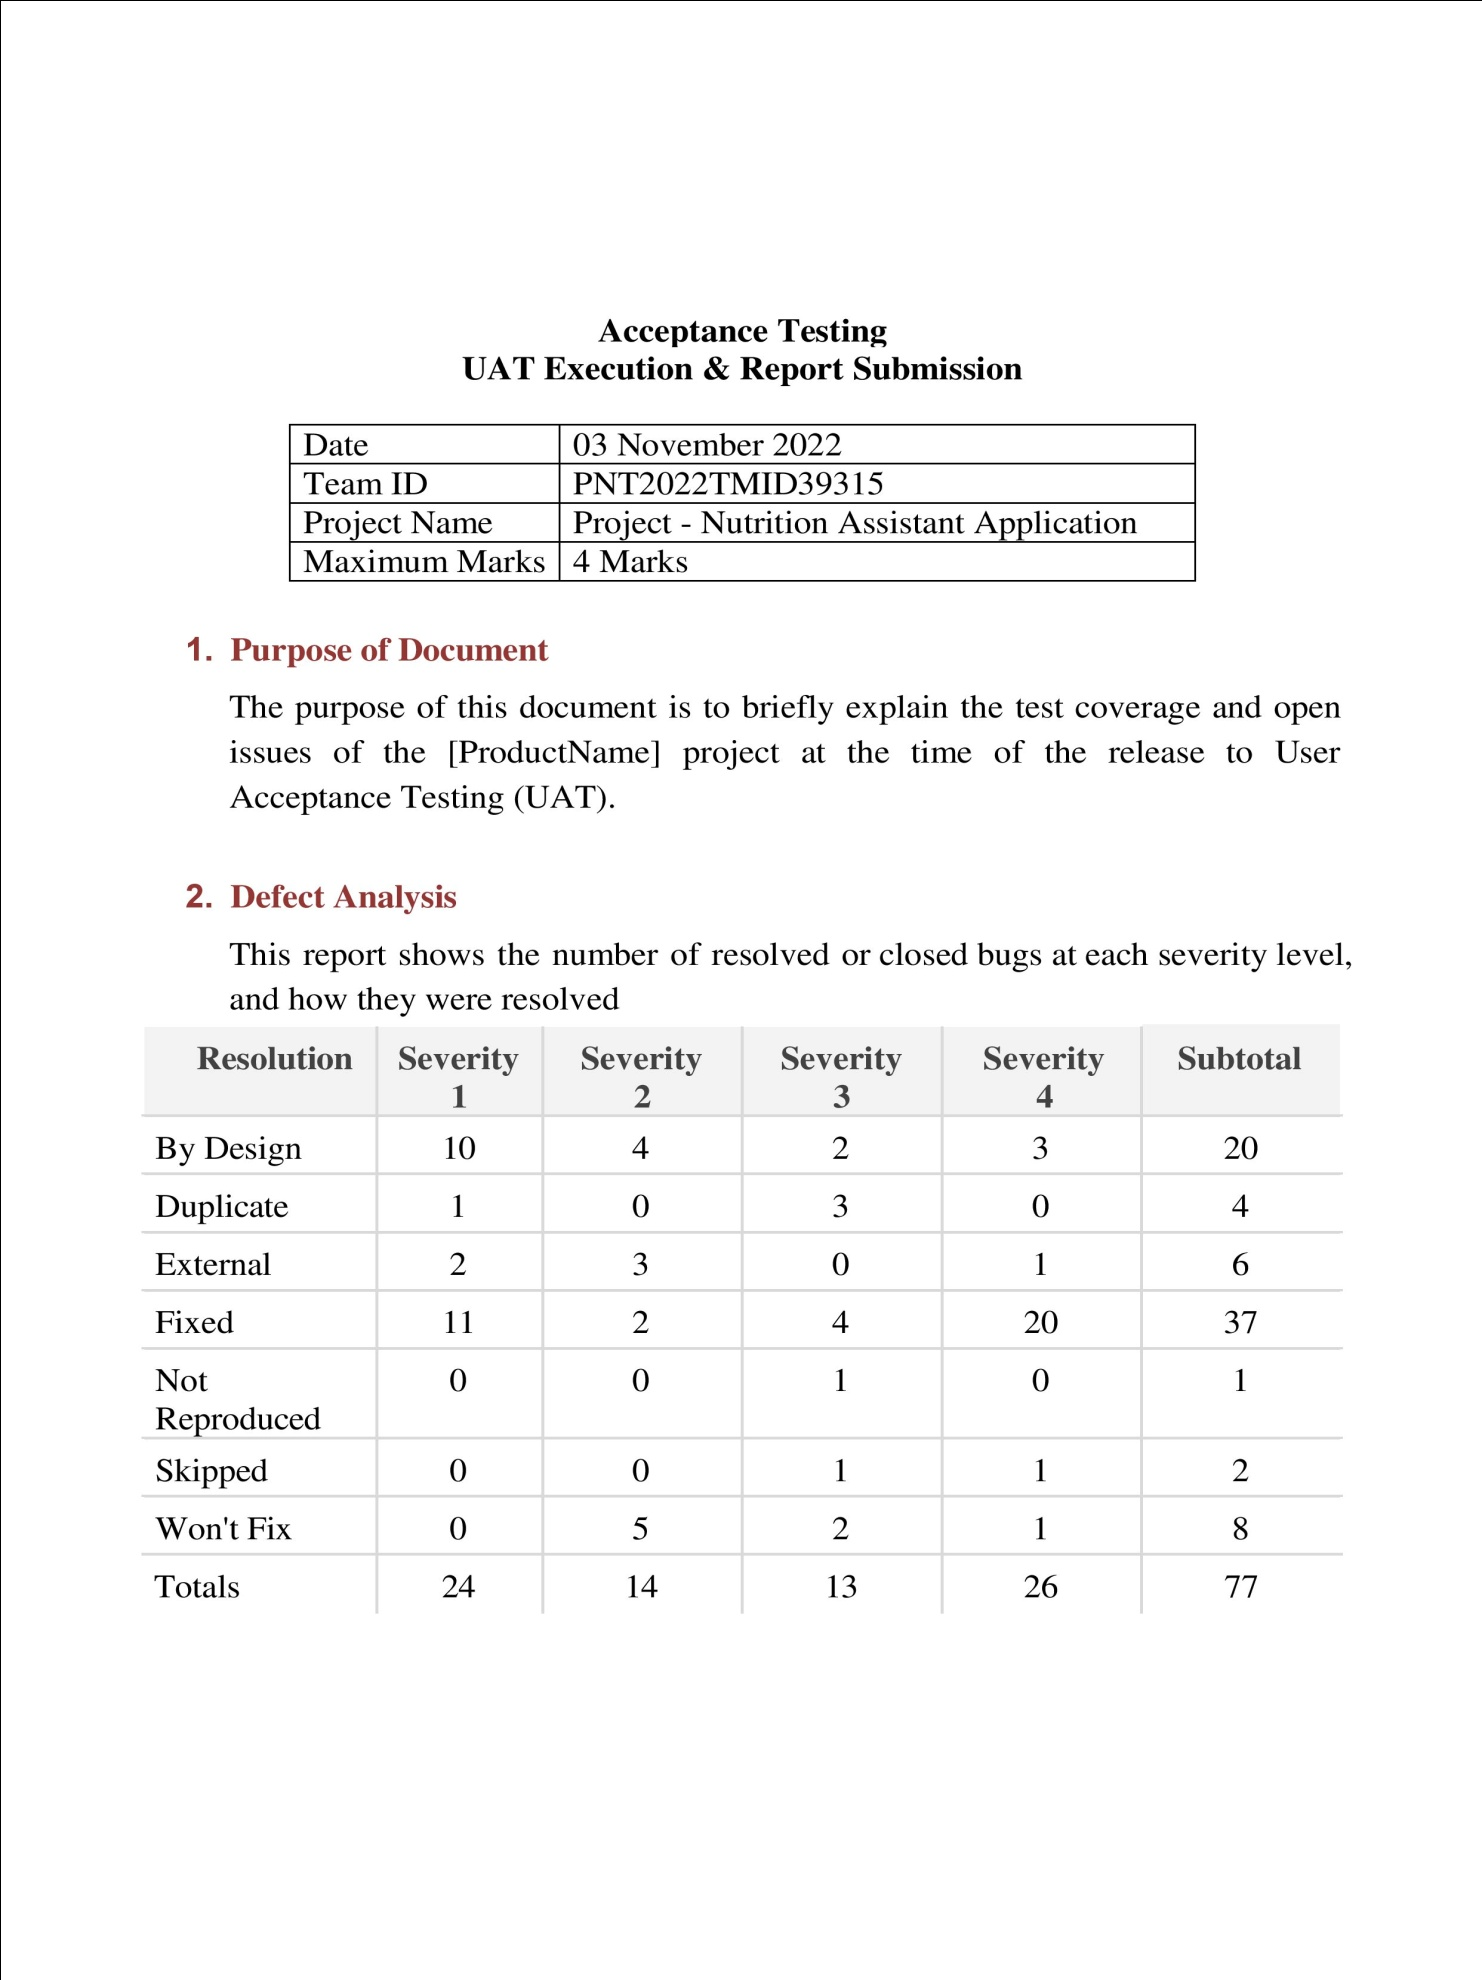 Acceptance Testing
UAT Execution & Report Submission
Date 03 November 2022
Team ID PNT2022TMID39315
Project Name Project - Nutrition Assistant Application
Maximum Marks 4 Marks
1. Purpose of Document
The purpose of this document is to briefly explain the test coverage and open
issues of the [ProductName] project at the time of the release to User
Acceptance Testing (UAT).
2. Defect Analysis
This report shows the number of resolved or closed bugs at each severity level,
and how they were resolved
Resolution Severity Severity Severity Severity Subtotal
1 2 3 4
By Design 10 4 2 3 20
Duplicate 1 0 3 0 4
External 2 3 0 1 6
Fixed 11 2 4 20 37
Not 0 0 1 0 1
Reproduced
Skipped 0 0 1 1 2
Won't Fix 0 5 2 1 8
Totals 24 14 13 26 77